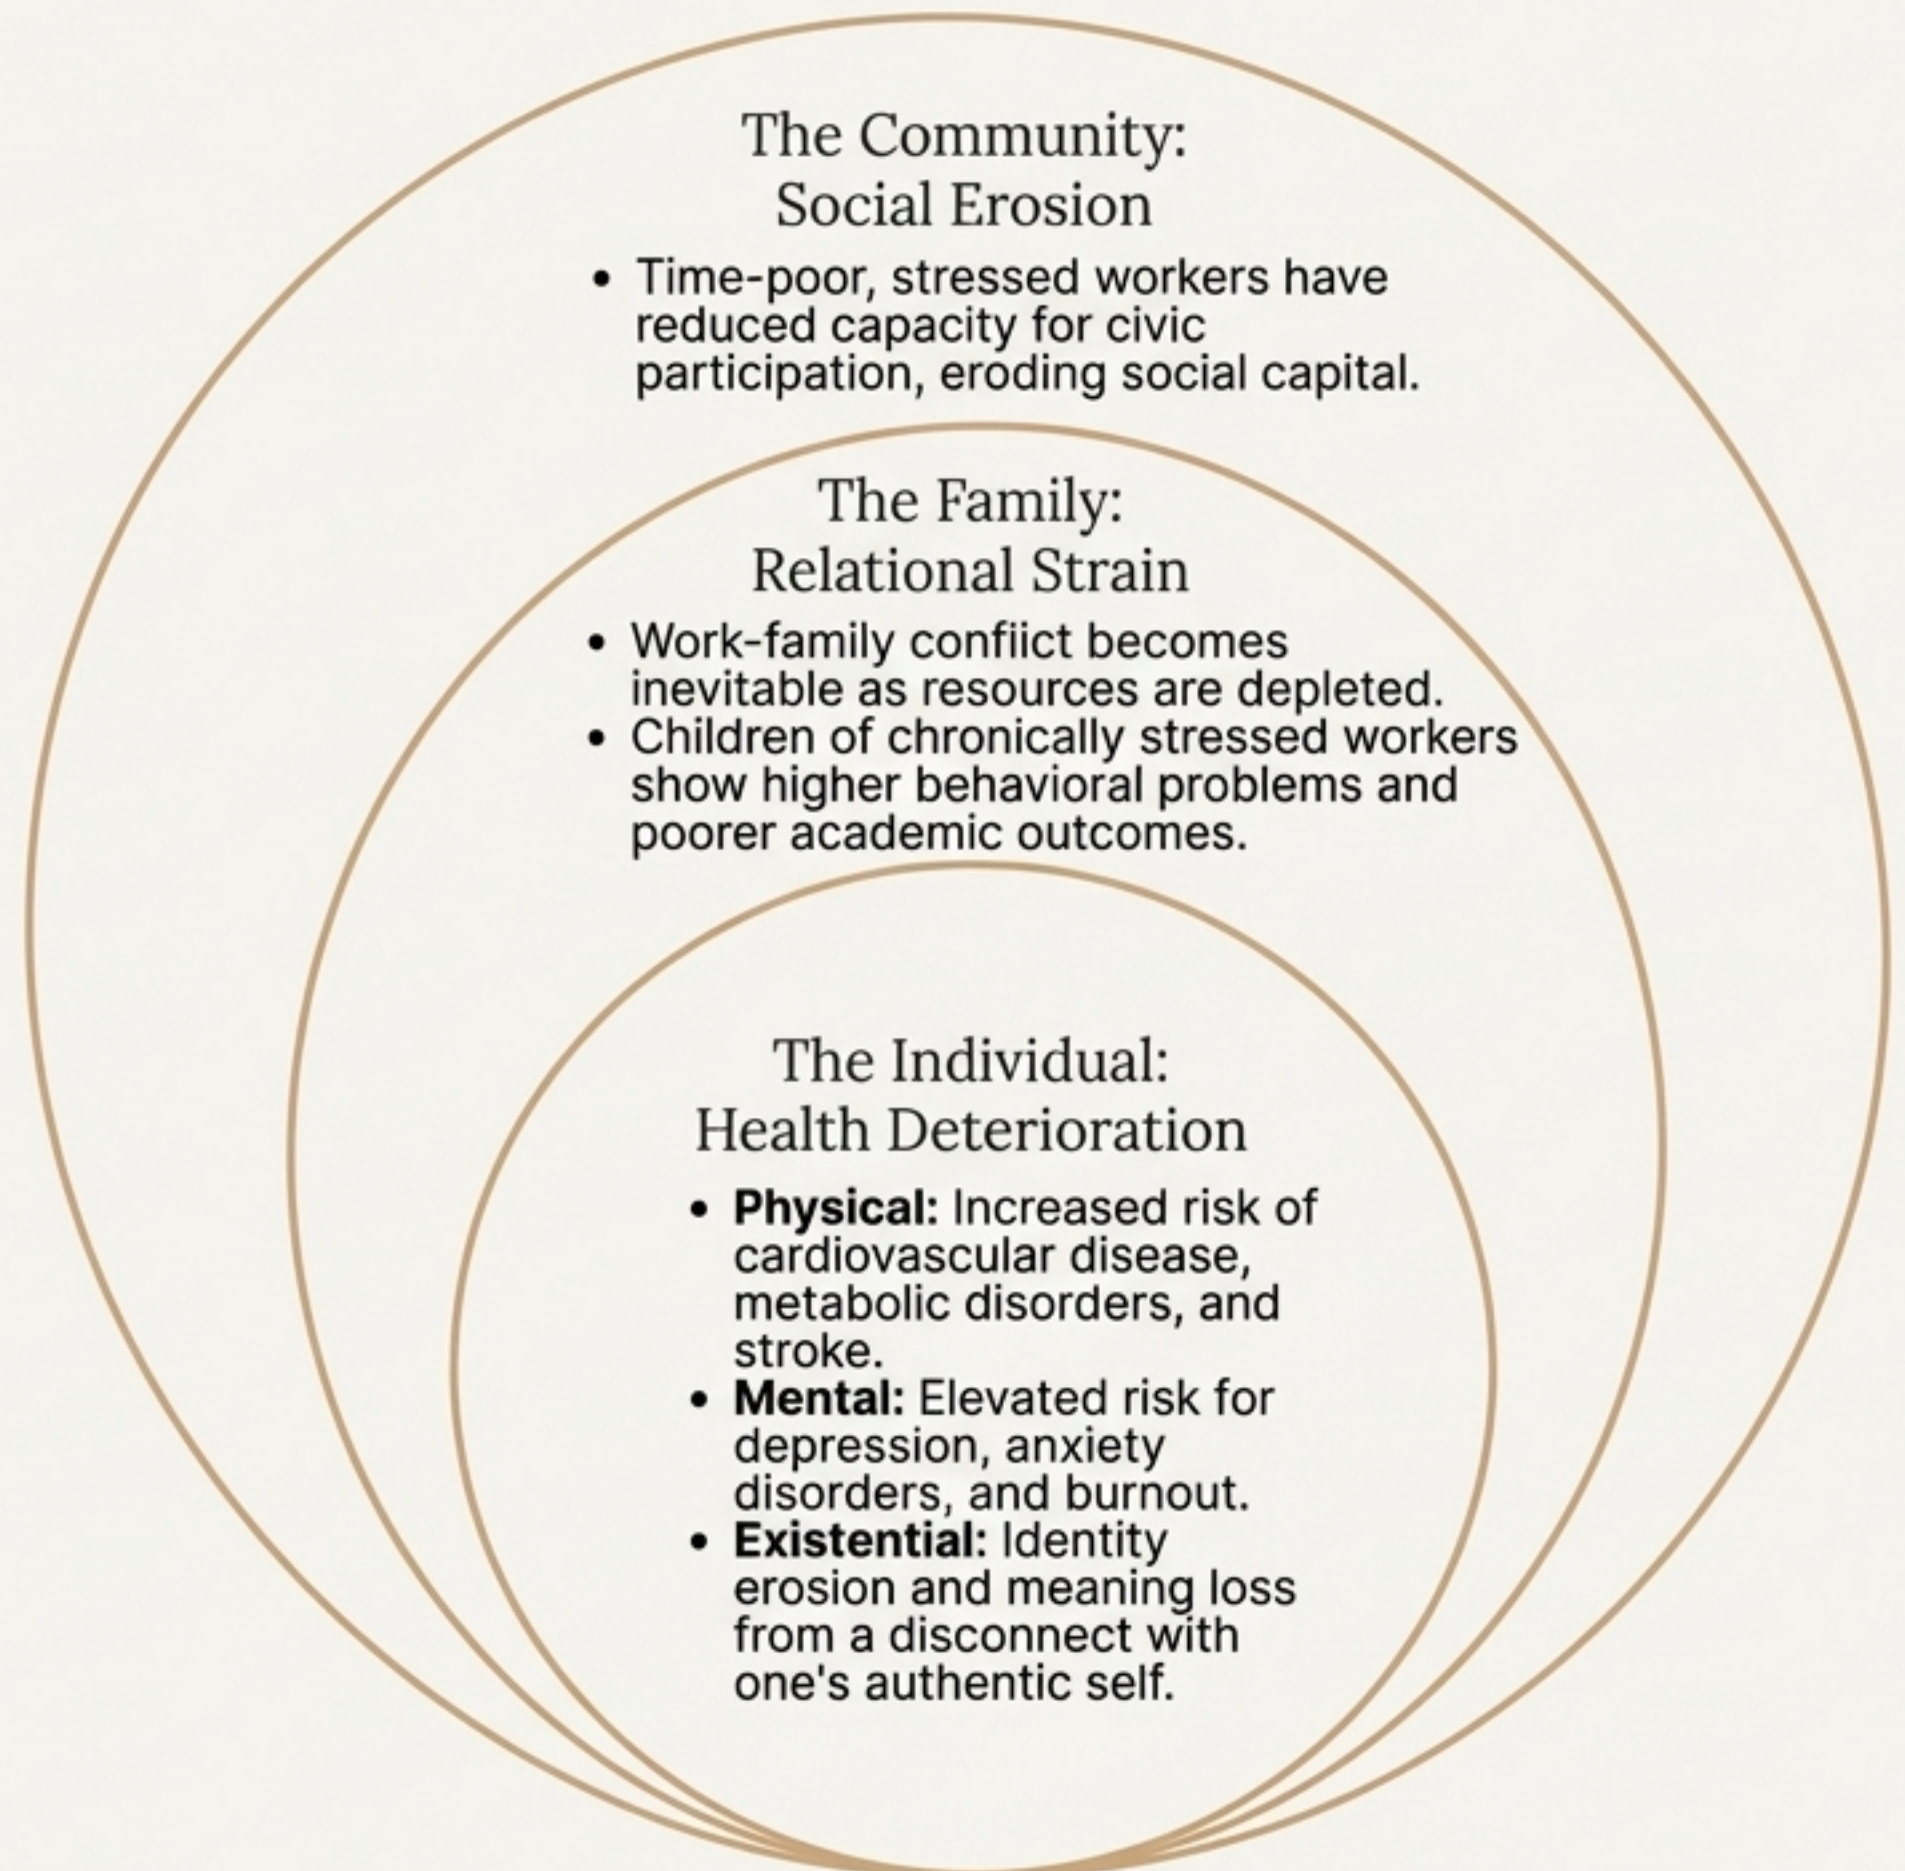 The Community:
Social Erosion
• Time-poor, stressed workers have
reduced capacity for civic
participation, eroding social capital.
The Family:
Relational Strain
• Work-family confiict becomes
inevitable as resources are depleted.
• Children of chronically stressed workers
show higher behavioral problems and
poorer academic outcomes.
The Individual:
Health Deterioration
• Physical: Increased risk of
cardiovascular disease,
metabolic disorders, and
stroke.
• Mental: Elevated risk for
depression, anxiety
disorders, and burnout.
• Existential: Identity
erosion and meaning loss
from a disconnect with
one's authentic self.